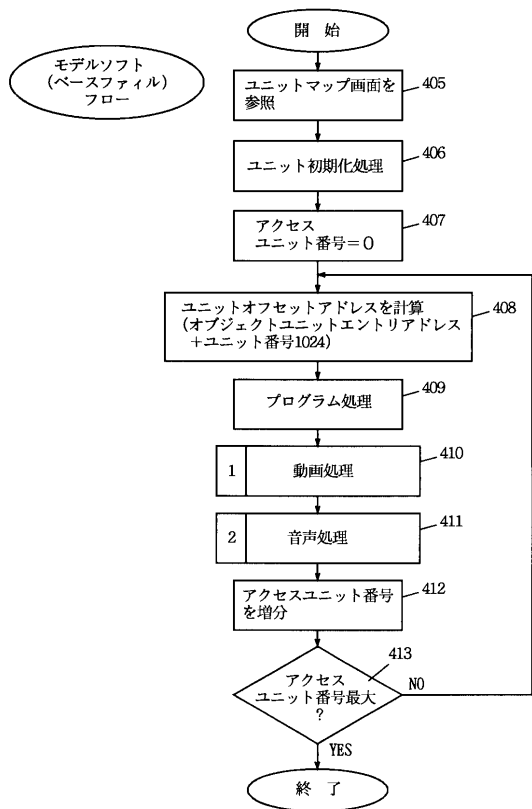 開 始
モデルソフト
(ベースファィル)
フロー
ユニットマップ画面を
参照
405
ユニット初期化処理
406
アクセス
ユニット番号=0
407
ユニットオフセットアドレスを計算
(オブジェクトユニットエントリアドレス
+ユニット番号1024)
408
プログラム処理
409
1
動画処理
410
2
音声処理
411
アクセスユニット番号
を増分
412
アクセス
ユニット番号最大
?
413
NO
YES
終 了